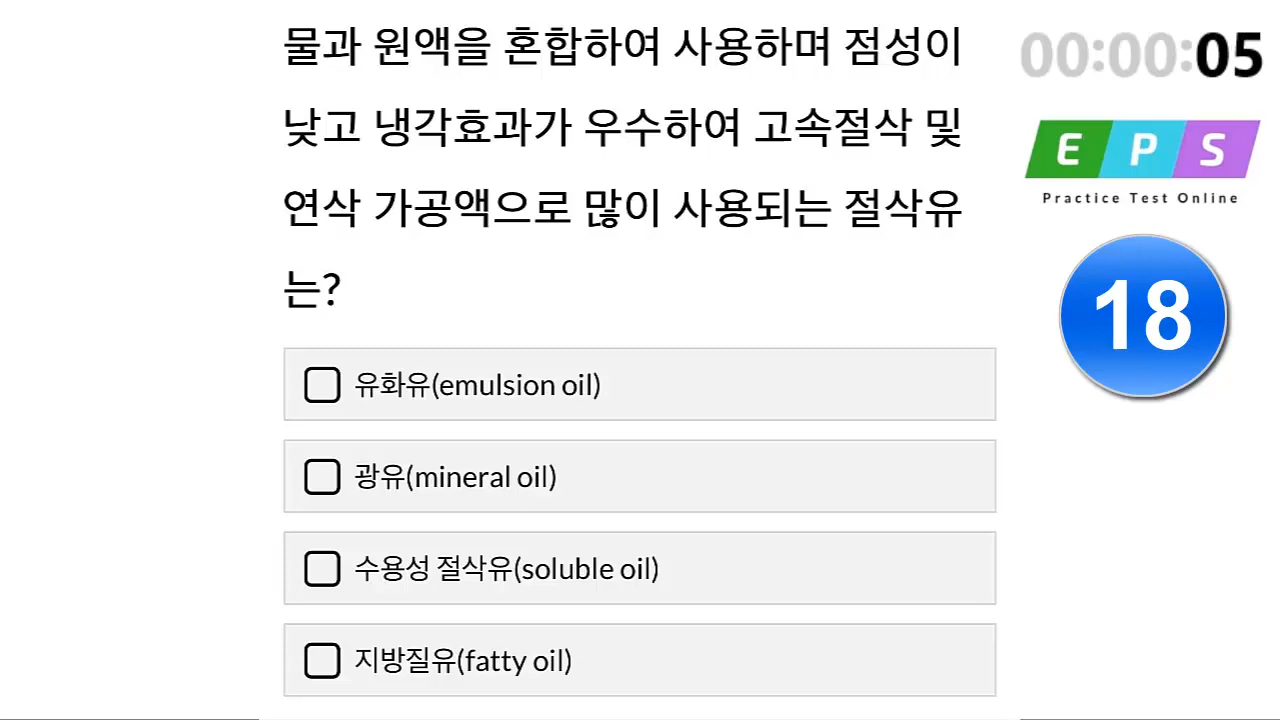 물과 원액을 혼합하여 사용하며 점성이
낮고 냉각효과가 우수하여 고속절삭 및
연삭 가공액으로 많이 사용되는 절삭유
는?
유화유(emulsion oil)
광유(mineral oil)
수용성 절삭유(soluble oil)
지방질유(fatty oil)
00:00:05
EPS
Practice Test Online
18